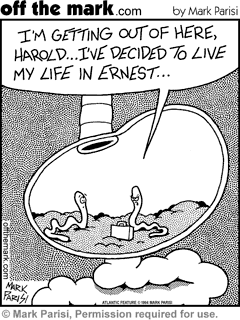 off the mark.com by Mark Parisi
I'M GETTING OUT OF HERE,
HAROLD...I'VE DECIDED TO LIVE
MY LIFE IN ERNEST...
offthemark.com
MARK
PARISI
ATLANTIC FEATURE © 1994 MARK PARISI
© Mark Parisi, Permission required for use.